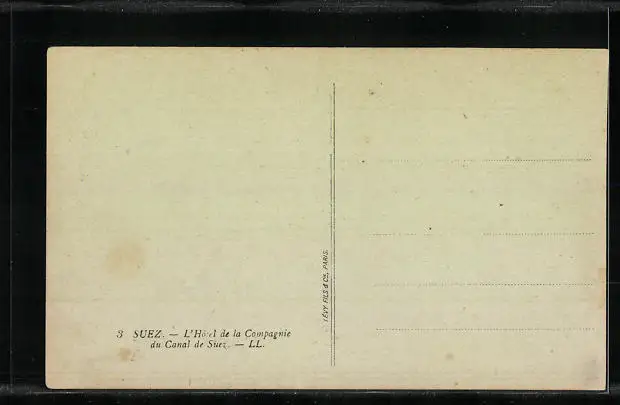 3 SUEZ. — L'Hôtel de la Compagnie
du Canal de Suez. — LL.
LÉVY FILS & Cie, PARIS.